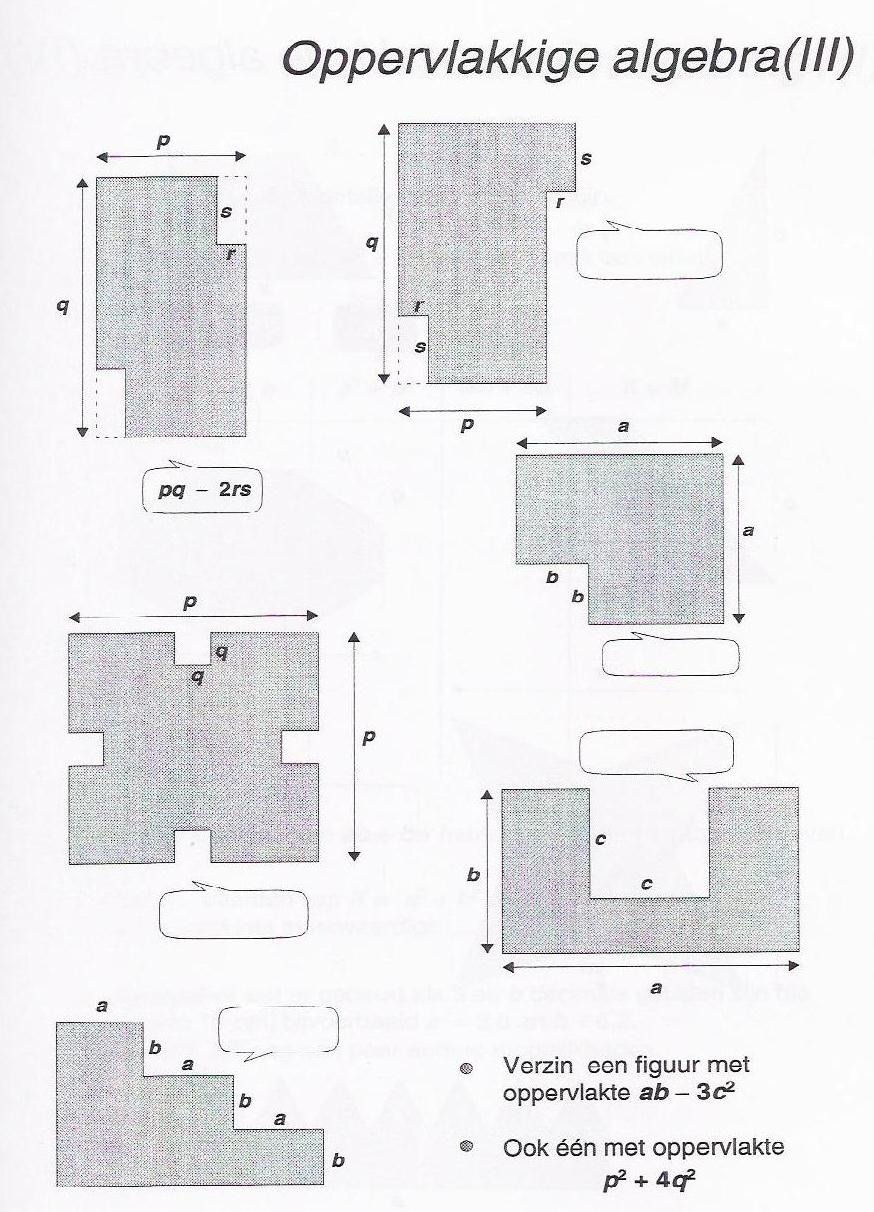 Oppervlakkige algebra(III)
p
s
r
q
pq – 2rs
s
r
q
r
s
p
a
a
b
b
p
q
q
p
c
b
c
a
a
b
a
b
a
b
Verzin een figuur met
oppervlakte ab – 3c²
Ook één met oppervlakte
p² + 4q²